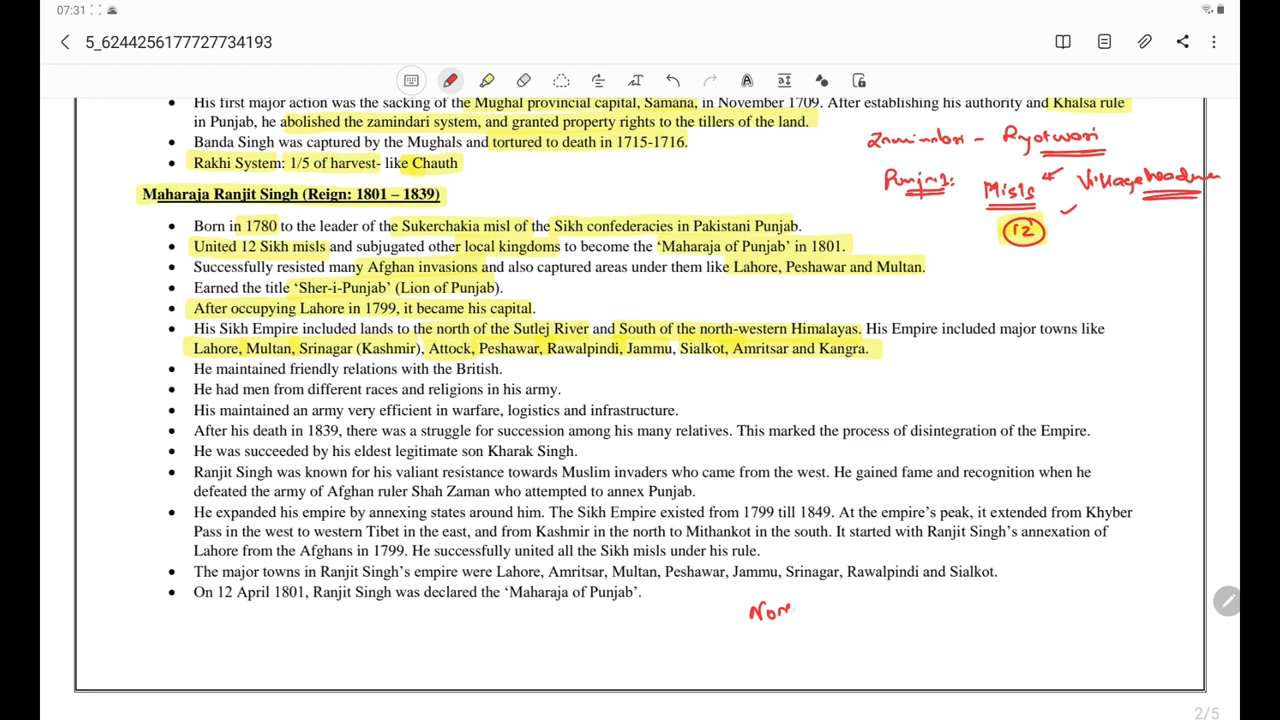 07:31
5_6244256177727734193
His first major action was the sacking of the Mughal provincial capital, Samana, in November 1709. After establishing his authority and Khalsa rule
in Punjab, he abolished the zamindari system, and granted property rights to the tillers of the land.
Zamindari - Ryotwari
• Banda Singh was captured by the Mughals and tortured to death in 1715-1716.
• Rakhi System: 1/5 of harvest- like Chauth
Punjab: Misls Village headmen
12
Maharaja Ranjit Singh (Reign: 1801 – 1839)
• Born in 1780 to the leader of the Sukerchakia misl of the Sikh confederacies in Pakistani Punjab.
• United 12 Sikh misls and subjugated other local kingdoms to become the ‘Maharaja of Punjab’ in 1801.
• Successfully resisted many Afghan invasions and also captured areas under them like Lahore, Peshawar and Multan.
• Earned the title ‘Sher-i-Punjab’ (Lion of Punjab).
• After occupying Lahore in 1799, it became his capital.
• His Sikh Empire included lands to the north of the Sutlej River and South of the north-western Himalayas. His Empire included major towns like
Lahore, Multan, Srinagar (Kashmir), Attock, Peshawar, Rawalpindi, Jammu, Sialkot, Amritsar and Kangra.
• He maintained friendly relations with the British.
• He had men from different races and religions in his army.
• His maintained an army very efficient in warfare, logistics and infrastructure.
• After his death in 1839, there was a struggle for succession among his many relatives. This marked the process of disintegration of the Empire.
• He was succeeded by his eldest legitimate son Kharak Singh.
• Ranjit Singh was known for his valiant resistance towards Muslim invaders who came from the west. He gained fame and recognition when he
defeated the army of Afghan ruler Shah Zaman who attempted to annex Punjab.
• He expanded his empire by annexing states around him. The Sikh Empire existed from 1799 till 1849. At the empire’s peak, it extended from Khyber
Pass in the west to western Tibet in the east, and from Kashmir in the north to Mithankot in the south. It started with Ranjit Singh’s annexation of
Lahore from the Afghans in 1799. He successfully united all the Sikh misls under his rule.
• The major towns in Ranjit Singh’s empire were Lahore, Amritsar, Multan, Peshawar, Jammu, Srinagar, Rawalpindi and Sialkot.
• On 12 April 1801, Ranjit Singh was declared the ‘Maharaja of Punjab’.
Nor
2/5